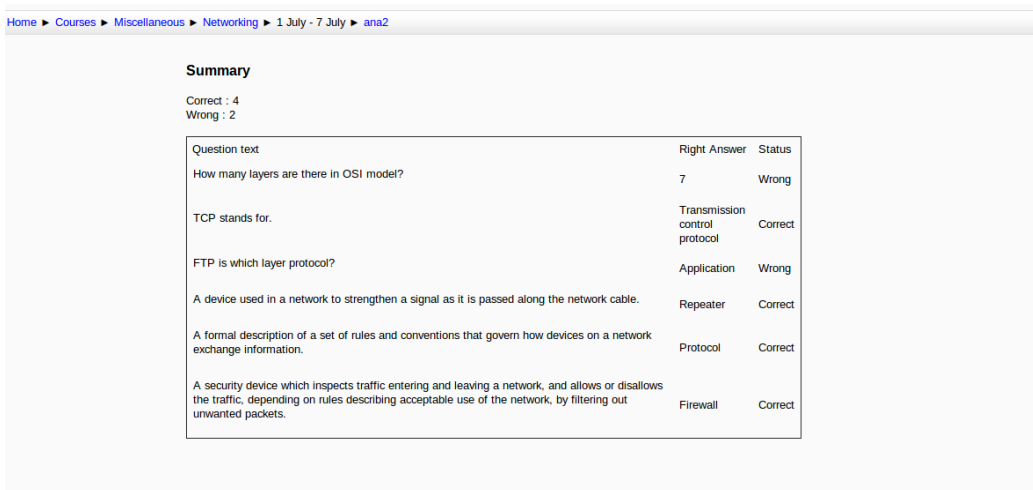 Home ► Courses ► Miscellaneous ► Networking ► 1 July - 7 July ► ana2
Summary
Correct : 4
Wrong : 2
Question text Right Answer Status
How many layers are there in OSI model? 7 Wrong
TCP stands for. Transmission control protocol Correct
FTP is which layer protocol? Application Wrong
A device used in a network to strengthen a signal as it is passed along the network cable. Repeater Correct
A formal description of a set of rules and conventions that govern how devices on a network
exchange information. Protocol Correct
A security device which inspects traffic entering and leaving a network, and allows or disallows
the traffic, depending on rules describing acceptable use of the network, by filtering out
unwanted packets. Firewall Correct